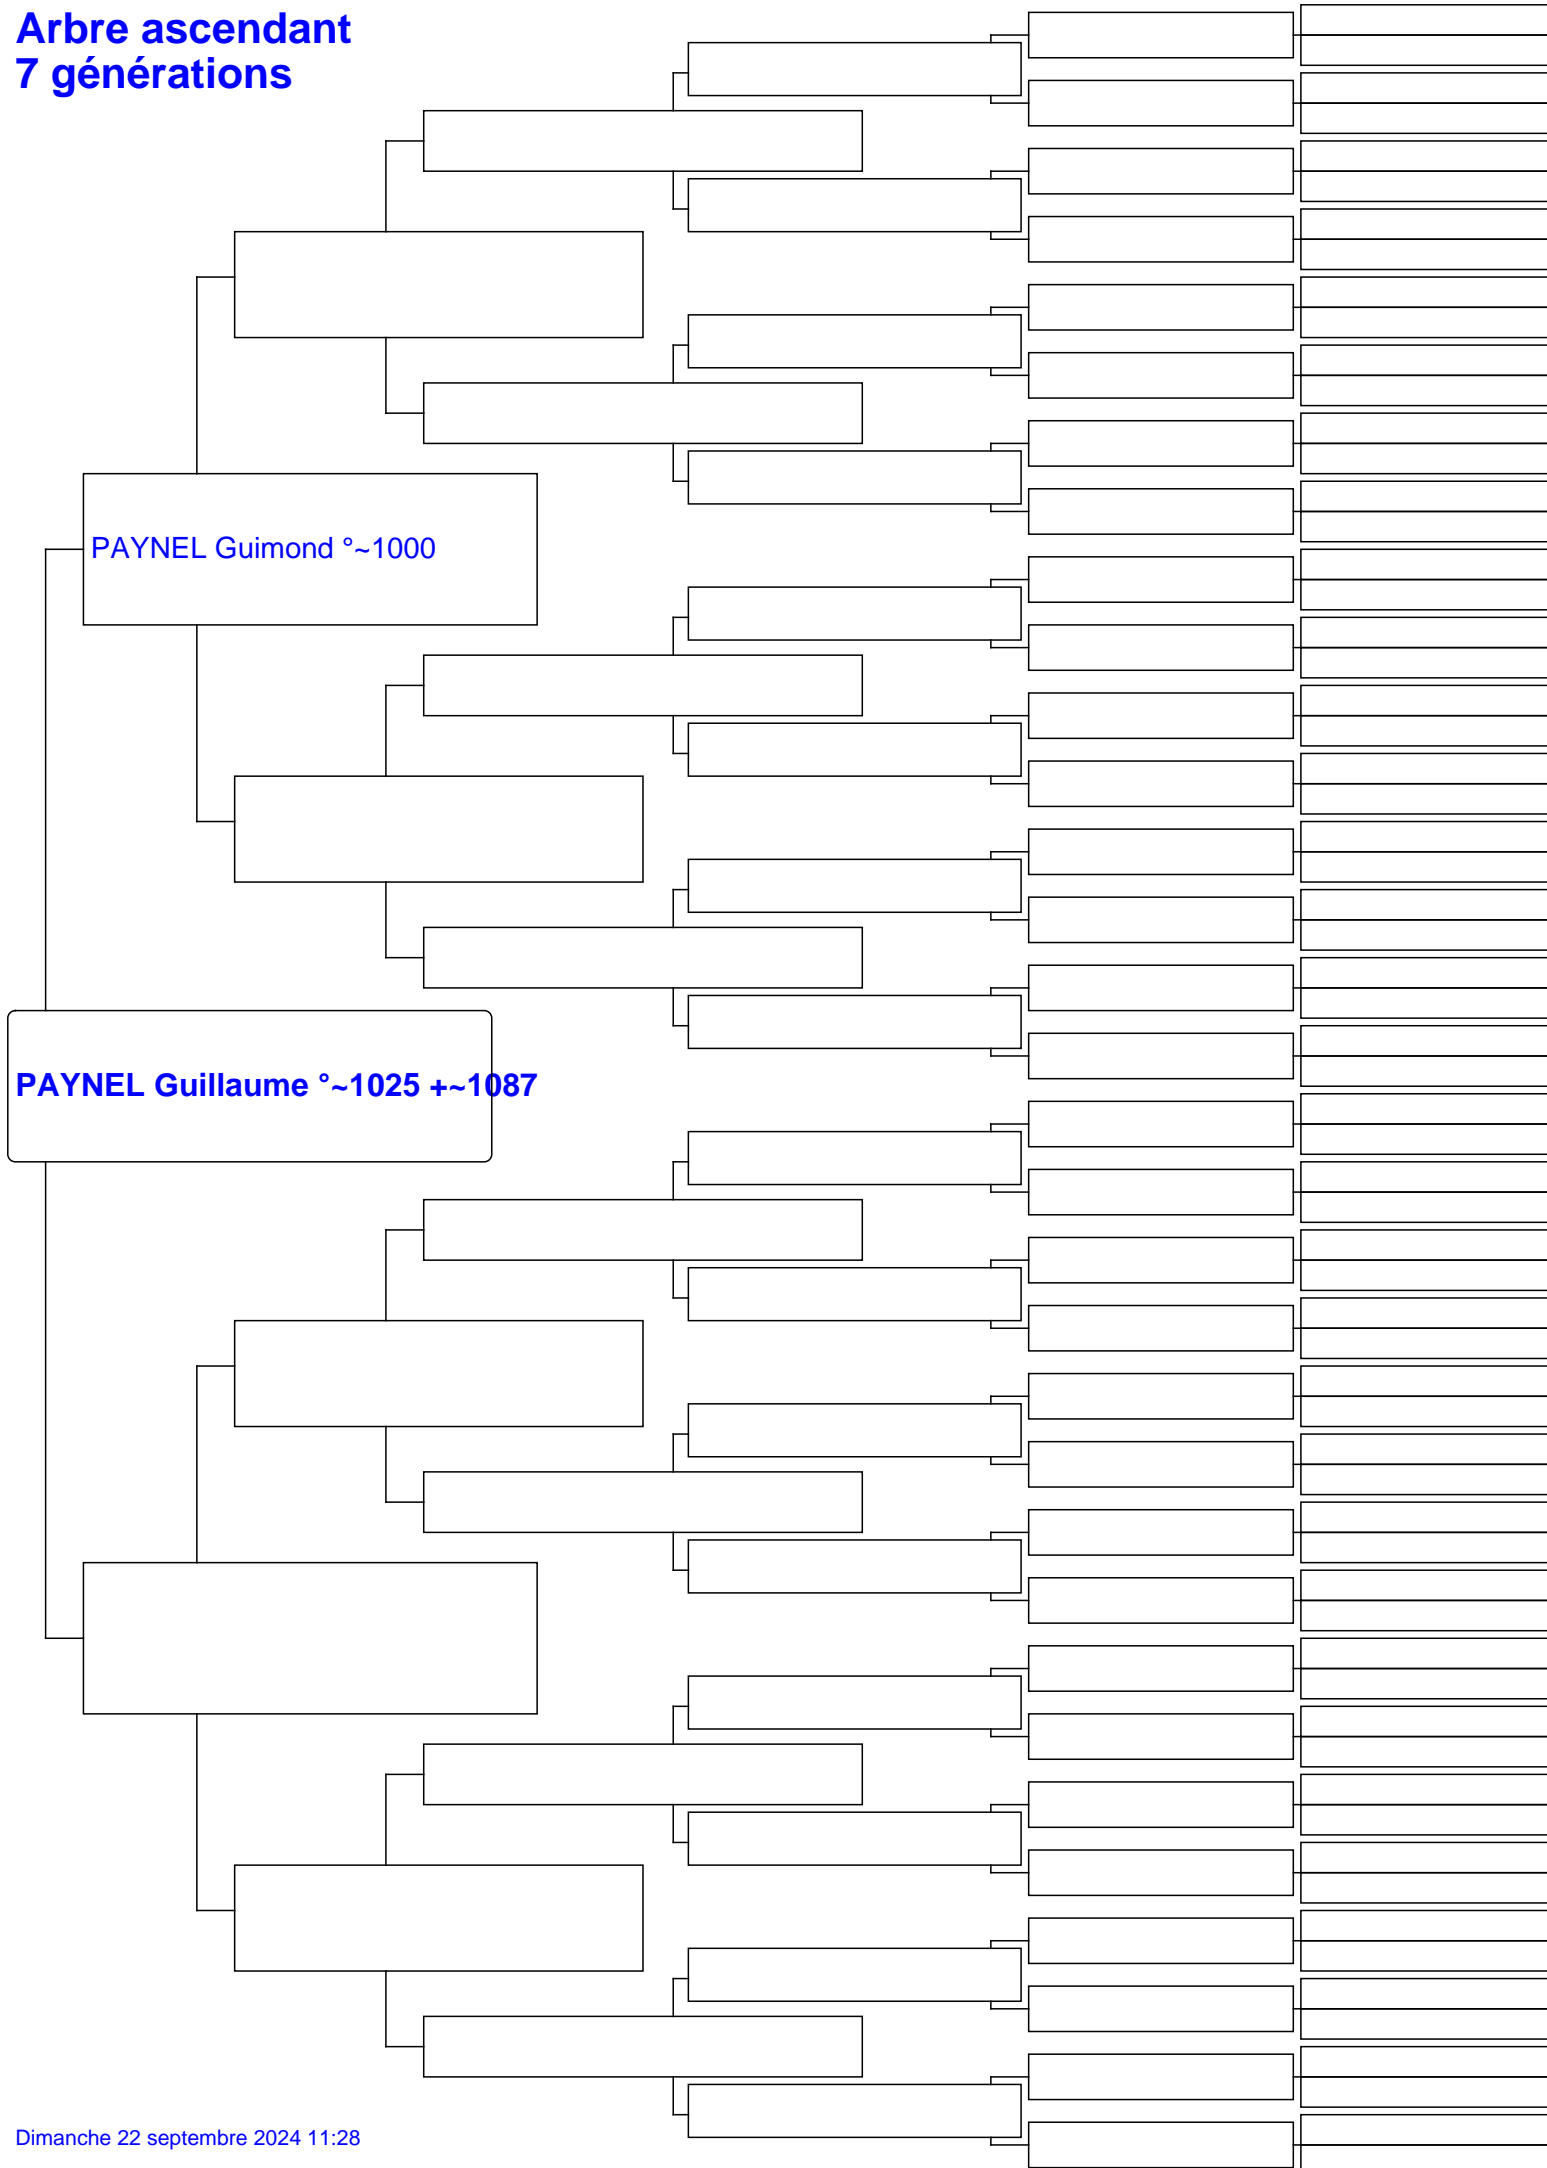 Arbre ascendant
7 générations
PAYNEL Guimond °~1000
PAYNEL Guillaume °~1025 +~1087
Dimanche 22 septembre 2024 11:28